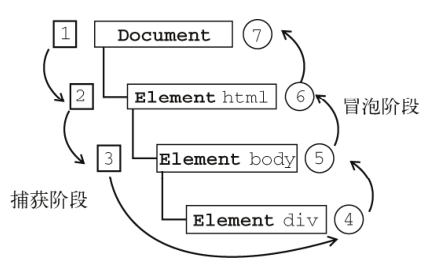 1 Document 7
2 Element html 6
冒泡阶段
3 Element body 5
捕获阶段
Element div 4